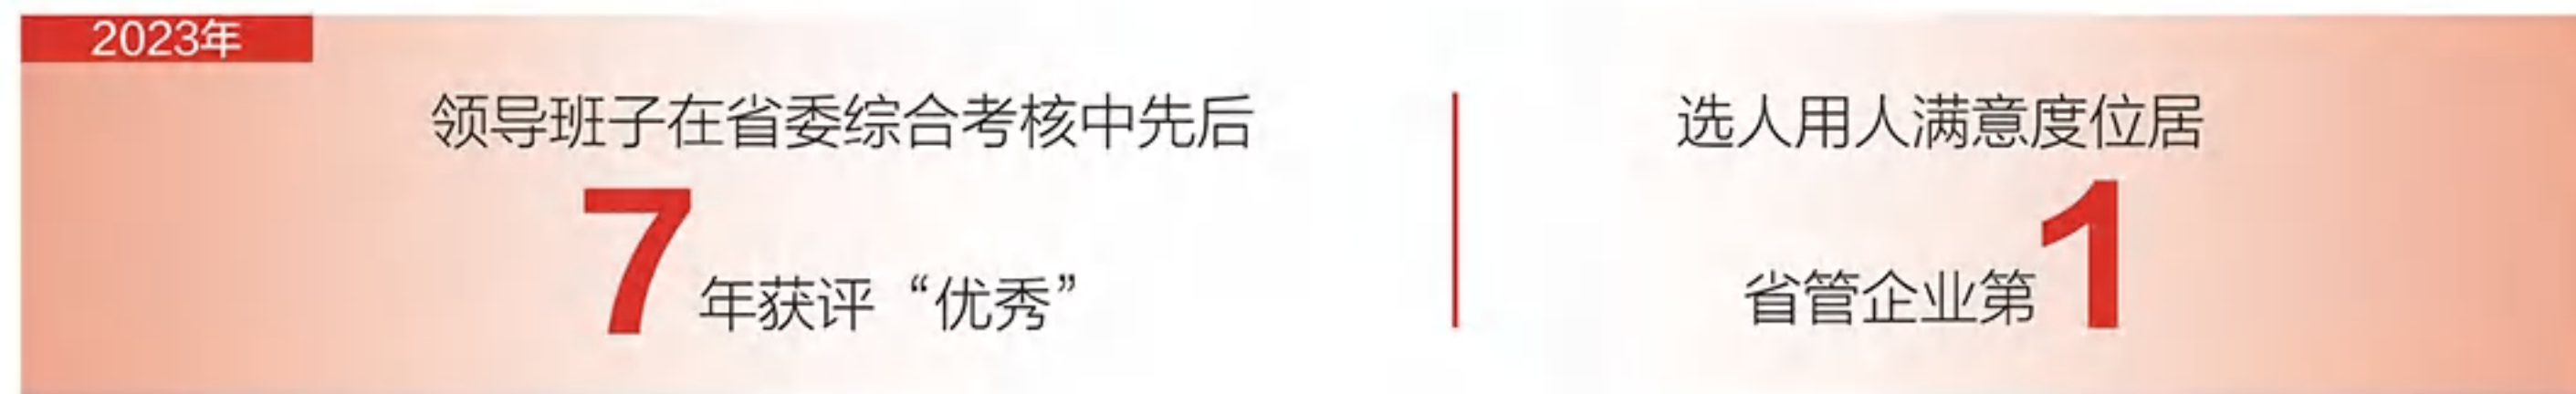 2023年
领导班子在省委综合考核中先后
7年获评“优秀”
选人用人满意度位居
省管企业第1